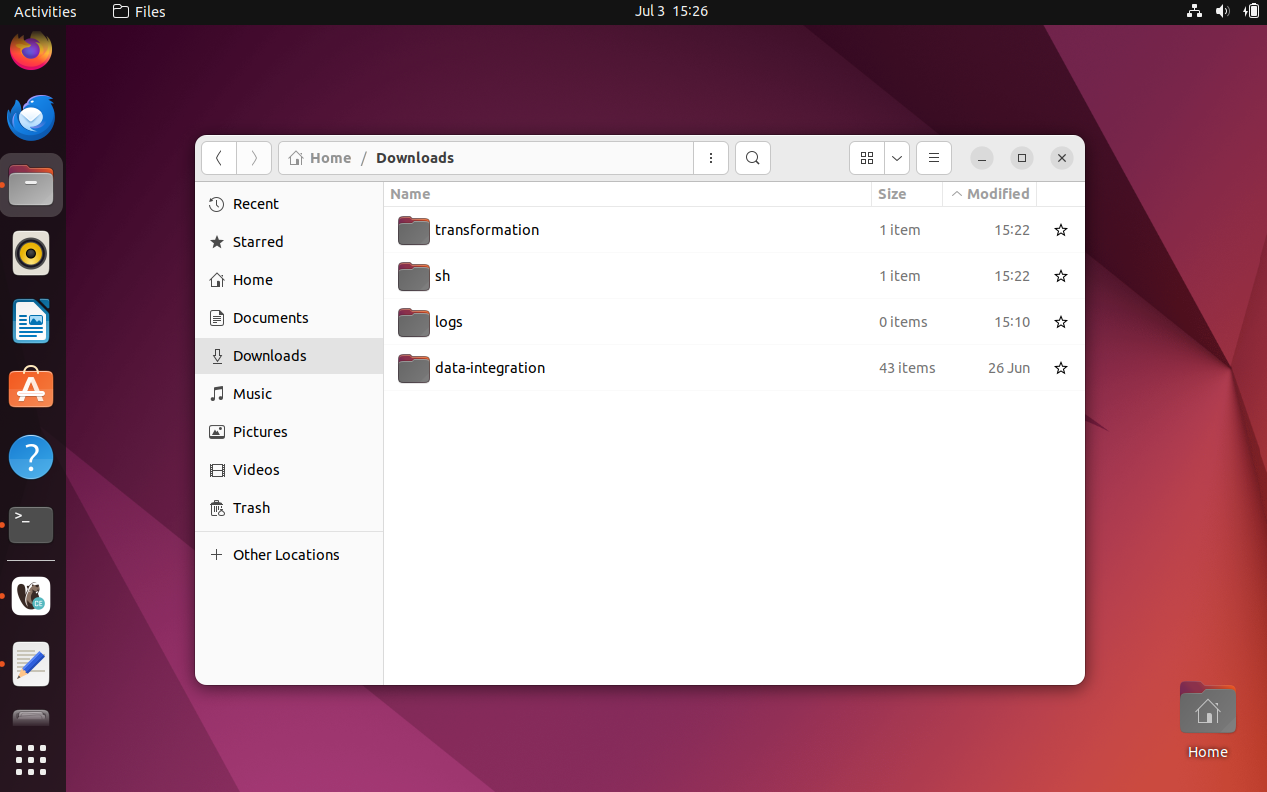 Activities Files Jul 3 15:26
Home / Downloads
Name Size Modified
Recent
Starred
Home
Documents
Downloads
Music
Pictures
Videos
Trash
Other Locations
transformation 1 item 15:22
sh 1 item 15:22
logs 0 items 15:10
data-integration 43 items 26 Jun
>_
CE
Home